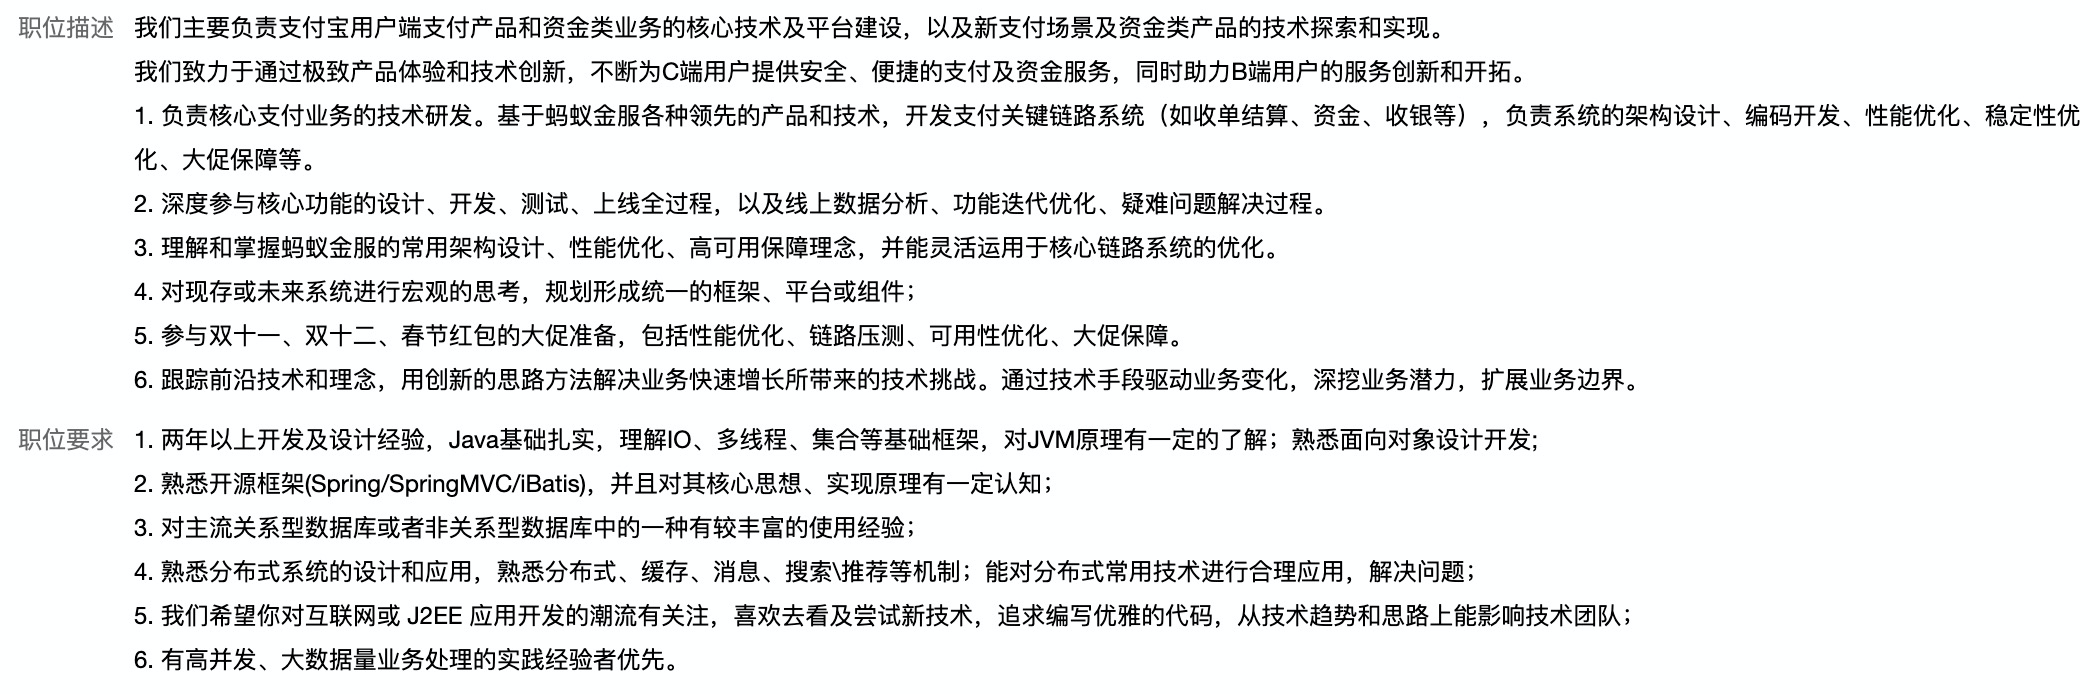 职位描述 我们主要负责支付宝用户端支付产品和资金类业务的核心技术及平台建设，以及新支付场景及资金类产品的技术探索和实现。
我们致力于通过极致产品体验和技术创新，不断为C端用户提供安全、便捷的支付及资金服务，同时助力B端用户的服务创新和开拓。
1. 负责核心支付业务的技术研发。基于蚂蚁金服各种领先的产品和技术，开发支付关键链路系统（如收单结算、资金、收银等），负责系统的架构设计、编码开发、性能优化、稳定性优
化、大促保障等。
2. 深度参与核心功能的设计、开发、测试、上线全过程，以及线上数据分析、功能迭代优化、疑难问题解决过程。
3. 理解和掌握蚂蚁金服的常用架构设计、性能优化、高可用保障理念，并能灵活运用于核心链路系统的优化。
4. 对现存或未来系统进行宏观的思考，规划形成统一的框架、平台或组件；
5. 参与双十一、双十二、春节红包的大促准备，包括性能优化、链路压测、可用性优化、大促保障。
6. 跟踪前沿技术和理念，用创新的思路方法解决业务快速增长所带来的技术挑战。通过技术手段驱动业务变化，深挖业务潜力，扩展业务边界。
职位要求 1. 两年以上开发及设计经验，Java基础扎实，理解IO、多线程、集合等基础框架，对JVM原理有一定的了解；熟悉面向对象设计开发;
2. 熟悉开源框架(Spring/SpringMVC/iBatis)，并且对其核心思想、实现原理有一定认知；
3. 对主流关系型数据库或者非关系型数据库中的一种有较丰富的使用经验；
4. 熟悉分布式系统的设计和应用，熟悉分布式、缓存、消息、搜索\推荐等机制；能对分布式常用技术进行合理应用，解决问题；
5. 我们希望你对互联网或 J2EE 应用开发的潮流有关注，喜欢去看及尝试新技术，追求编写优雅的代码，从技术趋势和思路上能影响技术团队；
6. 有高并发、大数据量业务处理的实践经验者优先。